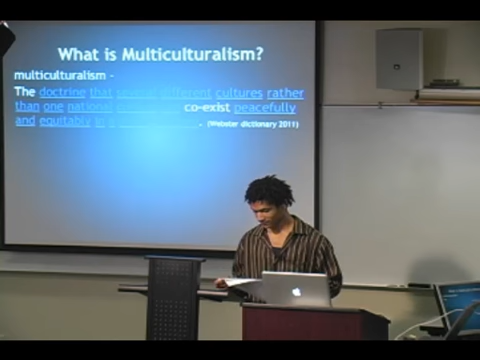 What is Multiculturalism?
multiculturalism -
The doctrine that several different cultures rather
than one national co-exist peacefully
and equitably in . (Webster dictionary 2011)